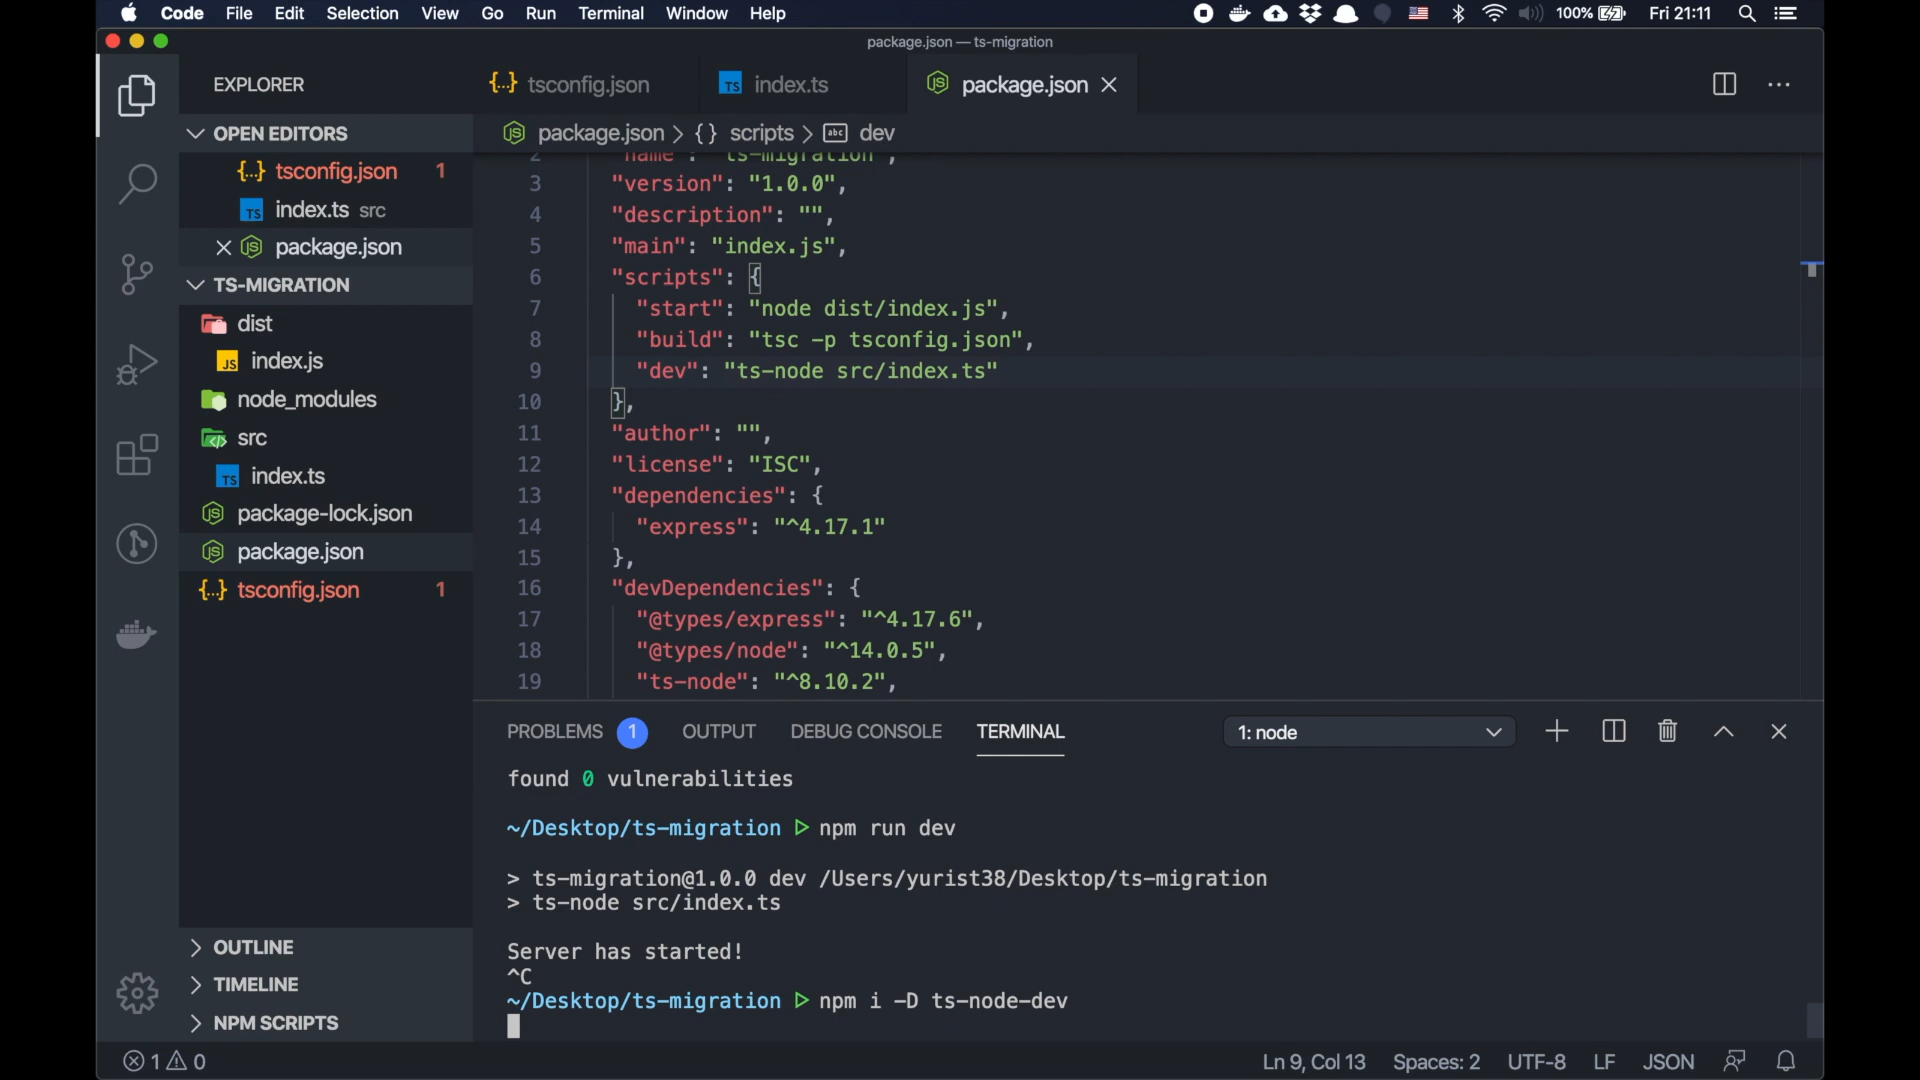 Code File Edit Selection View Go Run Terminal Window Help 100% Fri 21:11
package.json — ts-migration
EXPLORER
OPEN EDITORS
{..} tsconfig.json 1
TS index.ts src
package.json
TS-MIGRATION
dist
JS index.js
node_modules
src
TS index.ts
package-lock.json
package.json
{..} tsconfig.json 1
OUTLINE
TIMELINE
NPM SCRIPTS
{..} tsconfig.json TS index.ts package.json
package.json > {} scripts > abc dev
2 "name": "ts-migration",
3 "version": "1.0.0",
4 "description": "",
5 "main": "index.js",
6 "scripts": {
7 "start": "node dist/index.js",
8 "build": "tsc -p tsconfig.json",
9 "dev": "ts-node src/index.ts"
10 },
11 "author": "",
12 "license": "ISC",
13 "dependencies": {
14 "express": "^4.17.1"
15 },
16 "devDependencies": {
17 "@types/express": "^4.17.6",
18 "@types/node": "^14.0.5",
19 "ts-node": "^8.10.2",
PROBLEMS 1 OUTPUT DEBUG CONSOLE TERMINAL 1: node
found 0 vulnerabilities
~/Desktop/ts-migration ▷ npm run dev
> ts-migration@1.0.0 dev /Users/yurist38/Desktop/ts-migration
> ts-node src/index.ts
Server has started!
^C
~/Desktop/ts-migration ▷ npm i -D ts-node-dev
1 0 Ln 9, Col 13 Spaces: 2 UTF-8 LF JSON